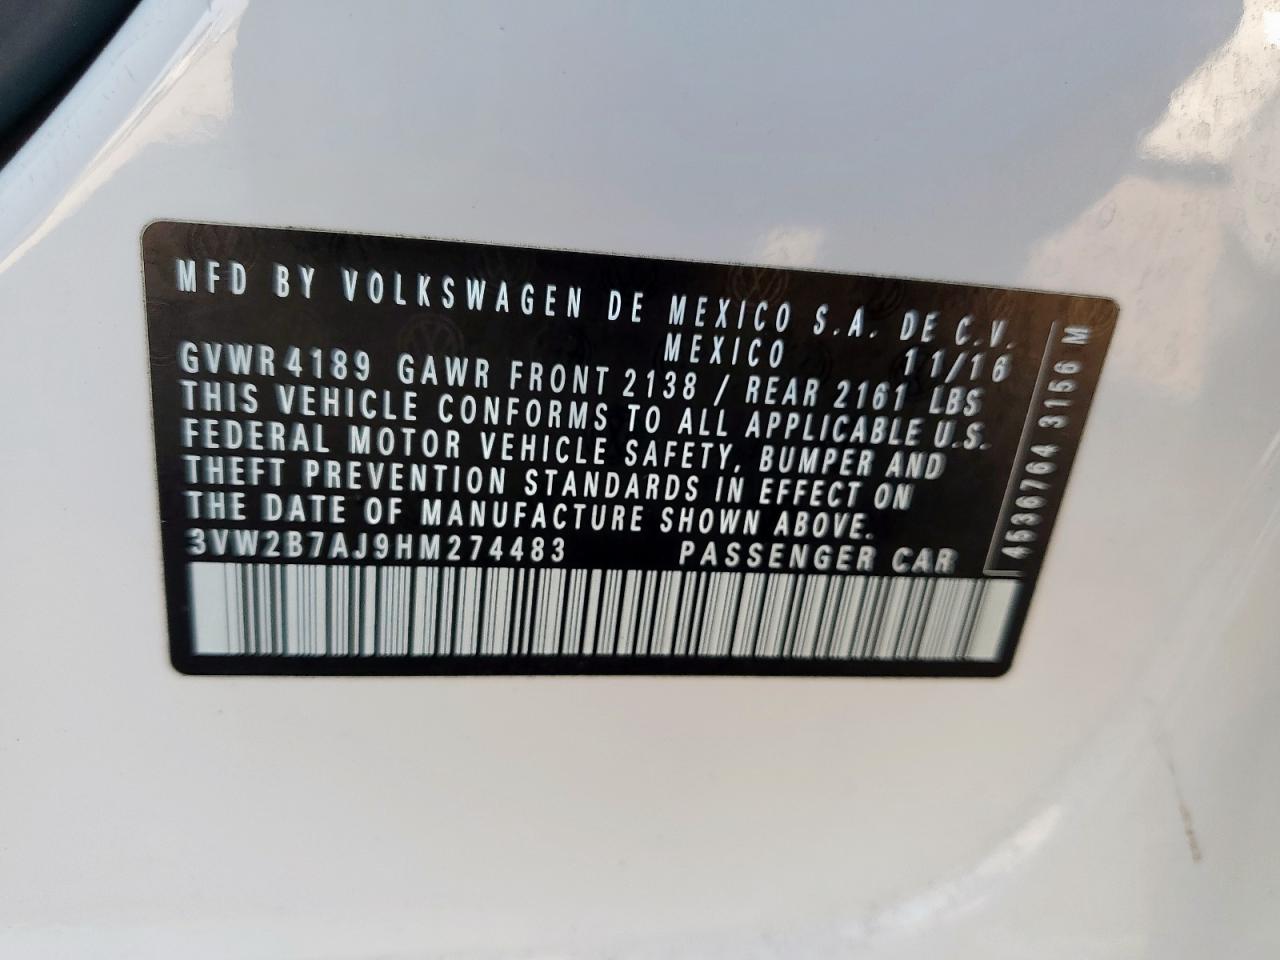 MFD BY VOLKSWAGEN DE MEXICO S.A. DE C.V.
MEXICO 11/16
GVWR 4189 GAWR FRONT 2138 / REAR 2161 LBS
THIS VEHICLE CONFORMS TO ALL APPLICABLE U.S.
FEDERAL MOTOR VEHICLE SAFETY, BUMPER AND
THEFT PREVENTION STANDARDS IN EFFECT ON
THE DATE OF MANUFACTURE SHOWN ABOVE.
3VW2B7AJ9HM274483 PASSENGER CAR
4536764 3156 M